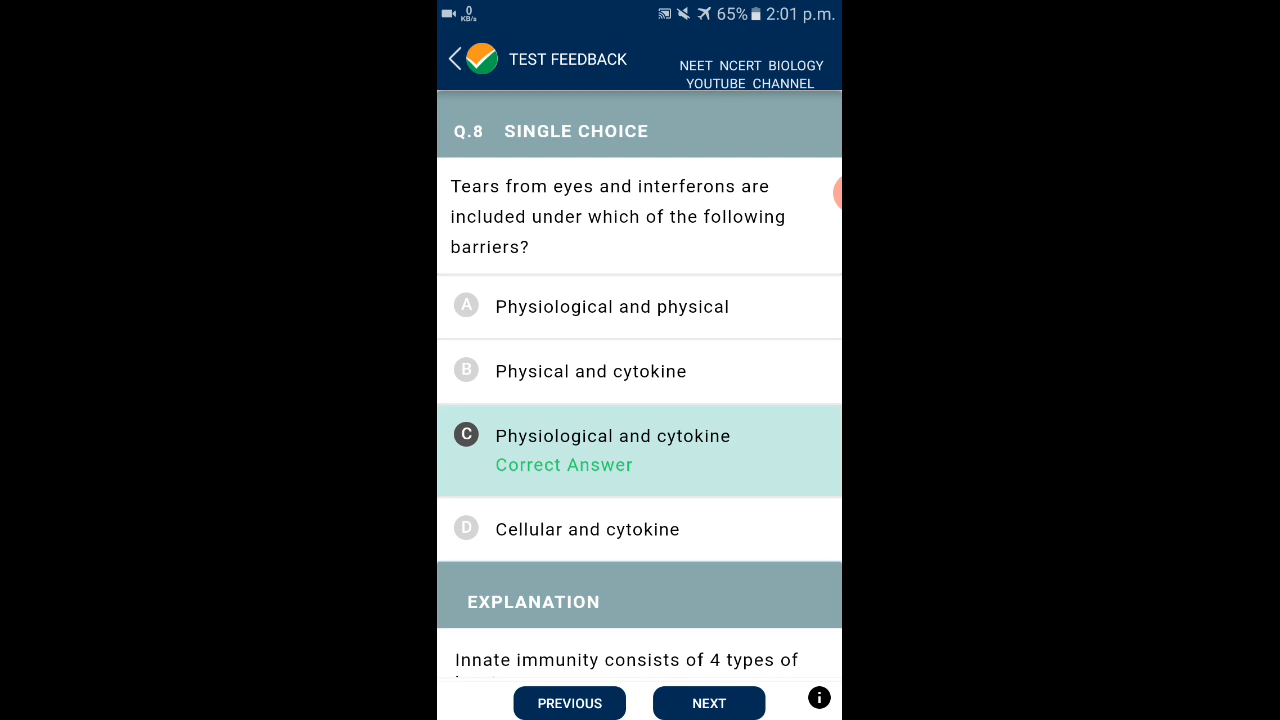 0
KB/s
65% 2:01 p.m.
TEST FEEDBACK
NEET NCERT BIOLOGY
YOUTUBE CHANNEL
Q.8 SINGLE CHOICE
Tears from eyes and interferons are
included under which of the following
barriers?
A Physiological and physical
B Physical and cytokine
C Physiological and cytokine
Correct Answer
D Cellular and cytokine
EXPLANATION
Innate immunity consists of 4 types of
PREVIOUS NEXT i